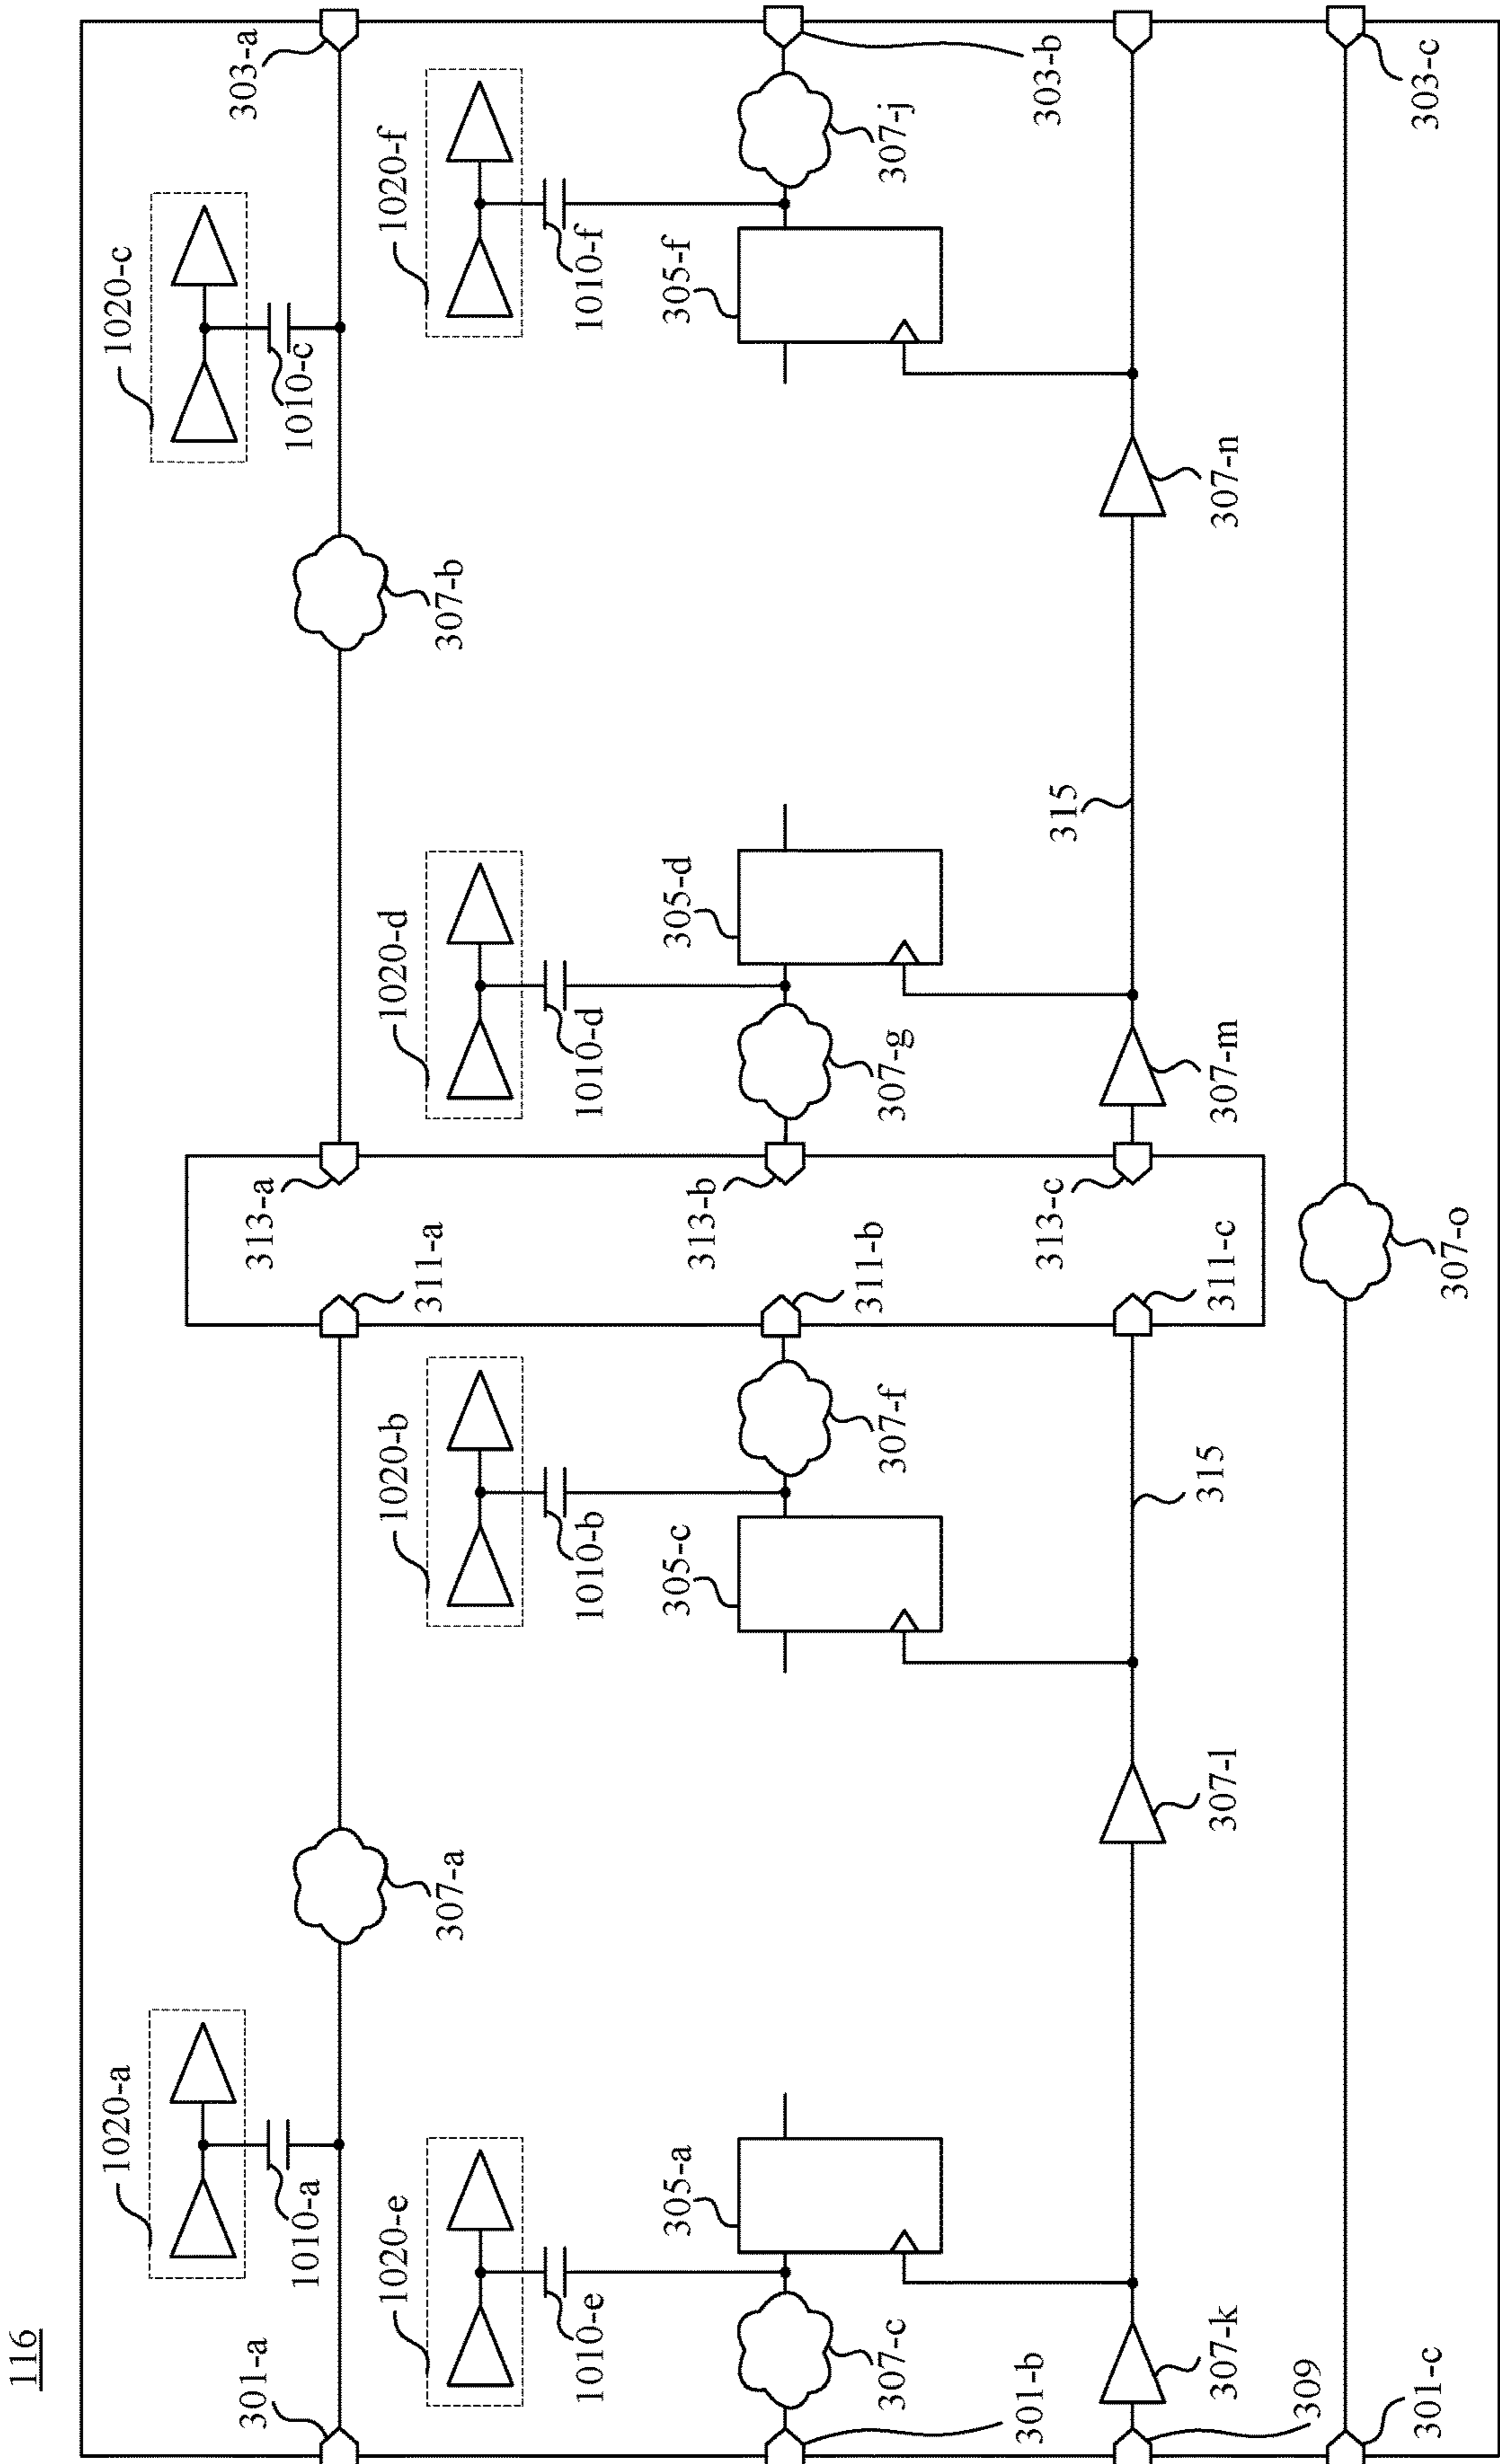 116
301-a
1020-a
1010-a
307-a
311-a
313-a
307-b
1020-c
1010-c
303-a
1020-e
1010-e
1020-b
1010-b
1020-d
1010-d
1020-f
1010-f
301-b
307-c
305-a
305-c
307-f
311-b
313-b
307-g
305-d
305-f
307-j
303-b
309
307-k
307-l
315
311-c
313-c
307-m
315
307-n
301-c
307-o
303-c